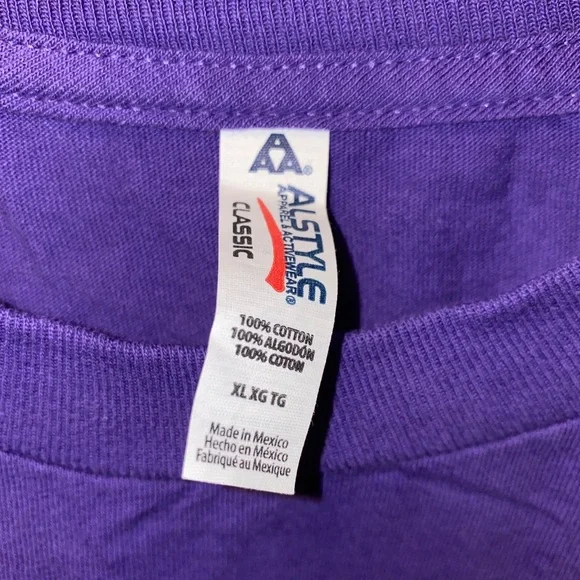 AAA®
ALSTYLE
APPAREL & ACTIVEWEAR®
CLASSIC
100% COTTON
100% ALGODÓN
100% COTON
XL XG TG
Made in Mexico
Hecho en México
Fabriqué au Mexique